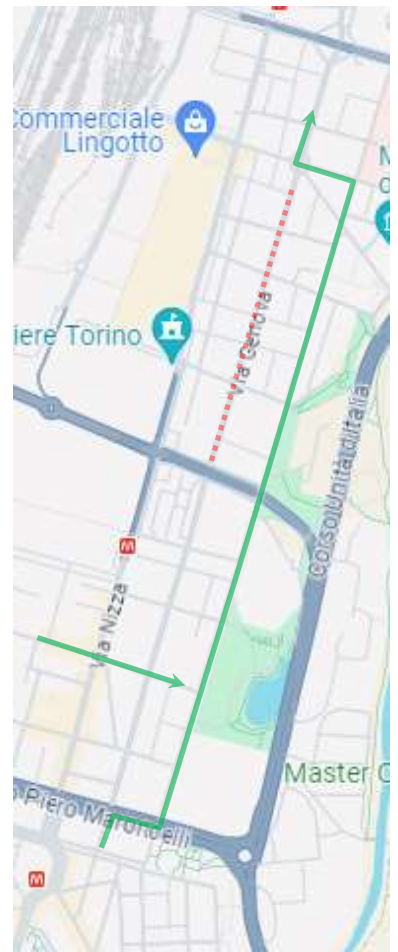 Commerciale
Lingotto
M
d
iere Torino
Via Genova
Corso Unità d'Italia
M
Via Nizza
Master C
o Piero Maroncelli
M